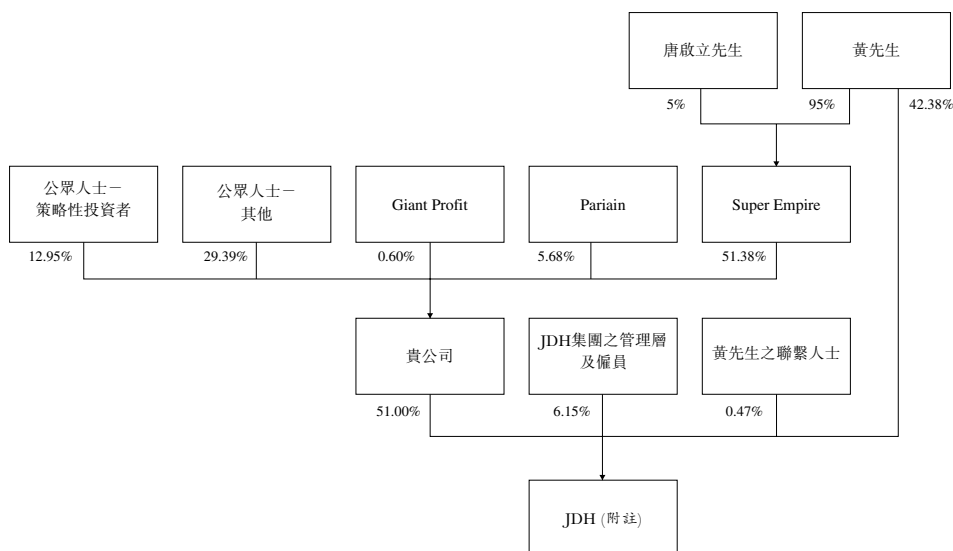 唐啟立先生
黃先生
5%
95%
42.38%
公眾人士－
策略性投資者
公眾人士－
其他
Giant Profit
Pariain
Super Empire
12.95%
29.39%
0.60%
5.68%
51.38%
貴公司
JDH集團之管理層
及僱員
黃先生之聯繫人士
51.00%
6.15%
0.47%
JDH (附註)